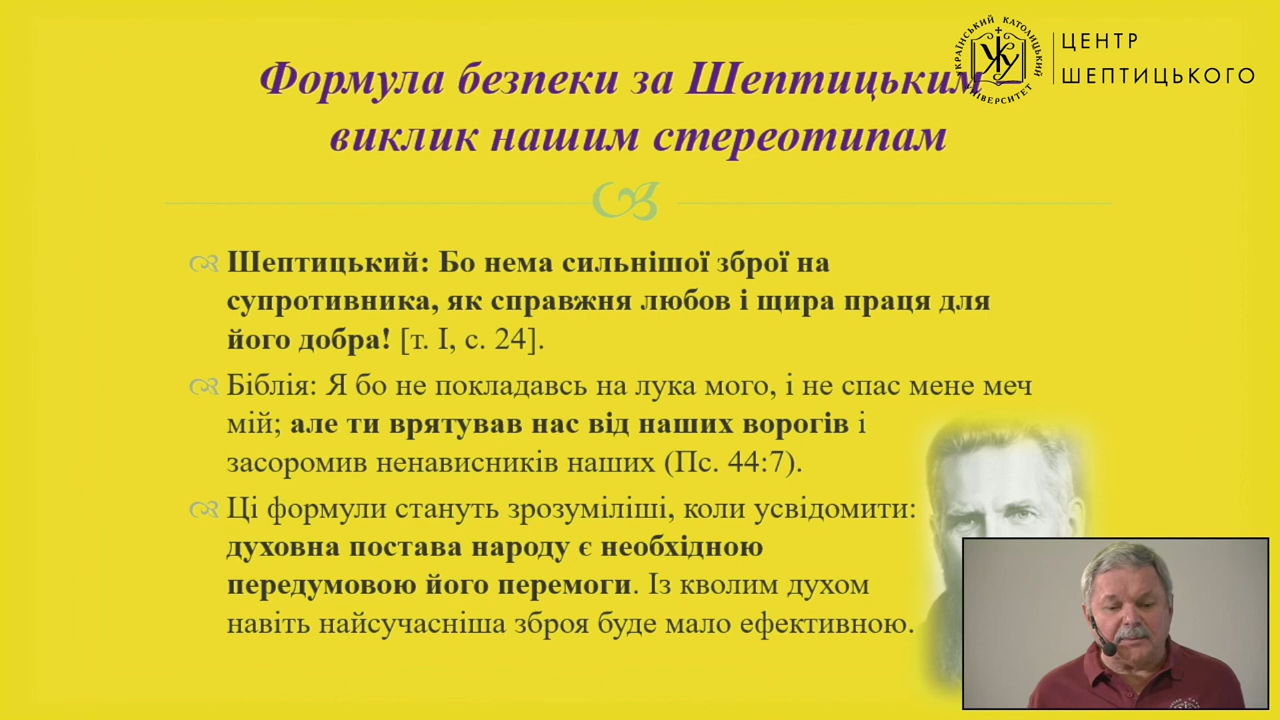 Формула безпеки за Шептицьким
виклик нашим стереотипам
УКРАЇНСЬКИЙ КАТОЛИЦЬКИЙ УНІВЕРСИТЕТ
ЦЕНТР
ШЕПТИЦЬКОГО
Шептицький: Бо нема сильнішої зброї на
супротивника, як справжня любов і щира праця для
його добра! [т. I, с. 24].
Біблія: Я бо не покладавсь на лука мого, і не спас мене меч
мій; але ти врятував нас від наших ворогів і
засоромив ненависників наших (Пс. 44:7).
Ці формули стануть зрозуміліші, коли усвідомити:
духовна постава народу є необхідною
передумовою його перемоги. Із кволим духом
навіть найсучасніша зброя буде мало ефективною.